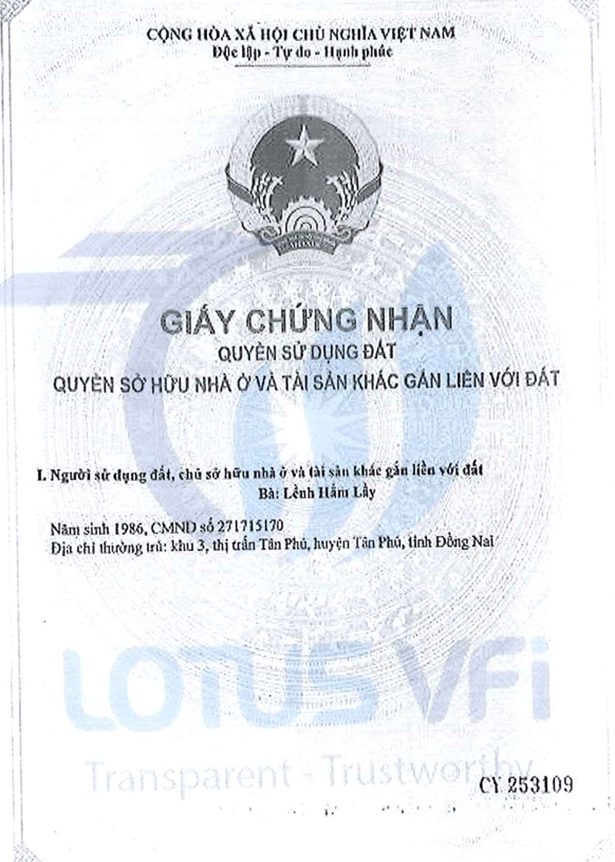 CỘNG HÒA XÃ HỘI CHỦ NGHĨA VIỆT NAM
Độc lập - Tự do - Hạnh phúc
GIẤY CHỨNG NHẬN
QUYỀN SỬ DỤNG ĐẤT
QUYỀN SỞ HỮU NHÀ Ở VÀ TÀI SẢN KHÁC GẮN LIỀN VỚI ĐẤT
I. Người sử dụng đất, chủ sở hữu nhà ở và tài sản khác gắn liền với đất
Bà: Lềnh Hắm Lầy
Năm sinh 1986, CMND số 271715170
Địa chỉ thường trú: khu 3, thị trấn Tân Phú, huyện Tân Phú, tỉnh Đồng Nai
LOTUS VFi
Transparent - Trustworthy
CY 253109